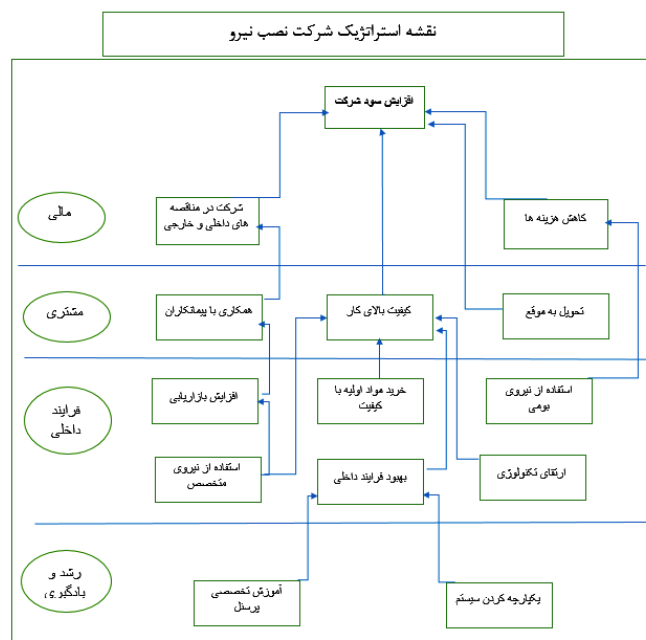 نقشه استراتژیک شرکت نصب نیرو
افزایش سود شرکت
مالی
شرکت در مناقصه
های داخلی و خارجی
کاهش هزینه ها
مشتری
همکاری با پیمانکاران
کیفیت بالای کار
تحویل به موقع
فرایند
داخلی
افزایش بازاریابی
خرید مواد اولیه با
کیفیت
استفاده از نیروی
بومی
استفاده از نیروی
متخصص
بهبود فرایند داخلی
ارتقای تکنولوژی
رشد و
یادگیری
آموزش تخصصی
پرسنل
یکپارچه کردن سیستم